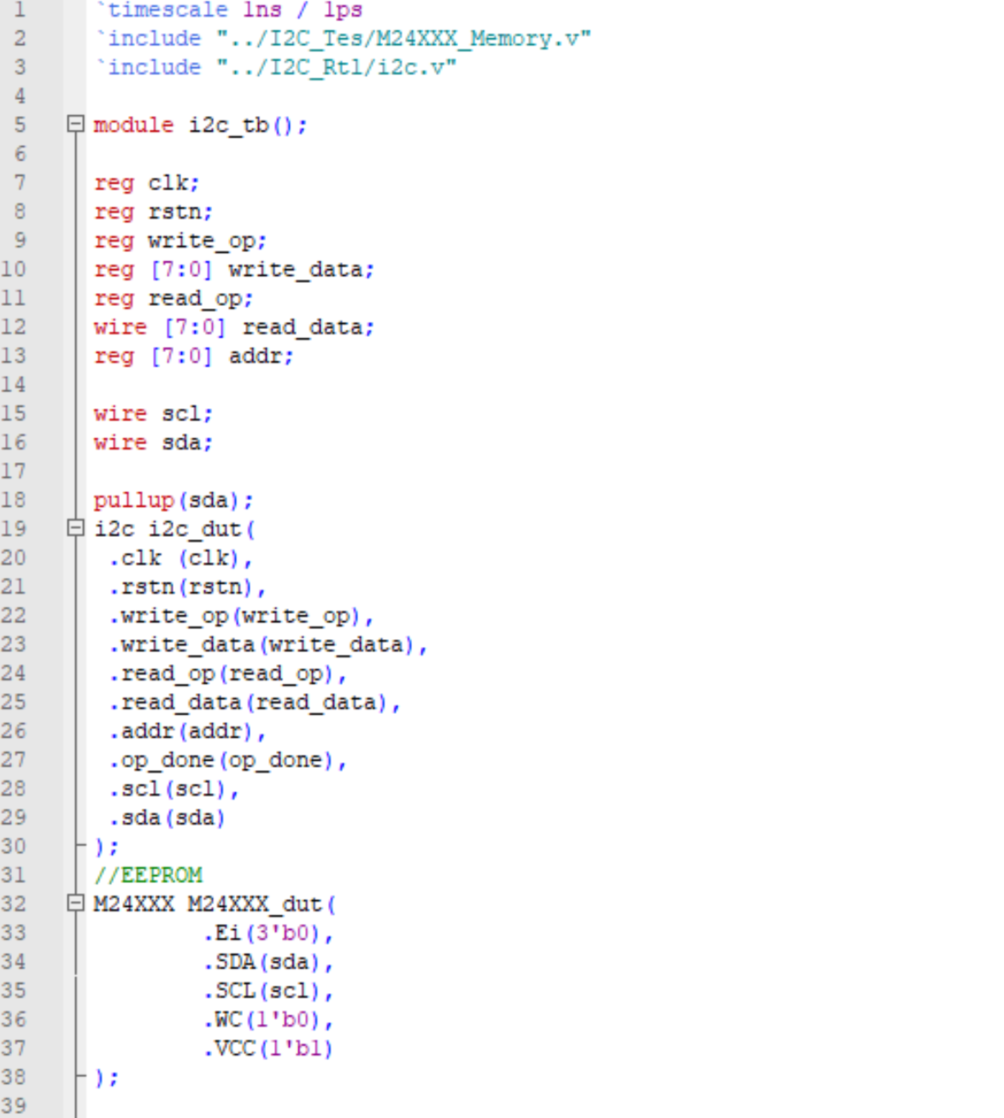 1 `timescale 1ns / 1ps
2 `include "../I2C_Tes/M24XXX_Memory.v"
3 `include "../I2C_Rtl/i2c.v"
4
5 module i2c_tb();
6
7 reg clk;
8 reg rstn;
9 reg write_op;
10 reg [7:0] write_data;
11 reg read_op;
12 wire [7:0] read_data;
13 reg [7:0] addr;
14
15 wire scl;
16 wire sda;
17
18 pullup(sda);
19 i2c i2c_dut(
20 .clk (clk),
21 .rstn(rstn),
22 .write_op(write_op),
23 .write_data(write_data),
24 .read_op(read_op),
25 .read_data(read_data),
26 .addr(addr),
27 .op_done(op_done),
28 .scl(scl),
29 .sda(sda)
30 );
31 //EEPROM
32 M24XXX M24XXX_dut(
33 .Ei(3'b0),
34 .SDA(sda),
35 .SCL(scl),
36 .WC(1'b0),
37 .VCC(1'b1)
38 );
39